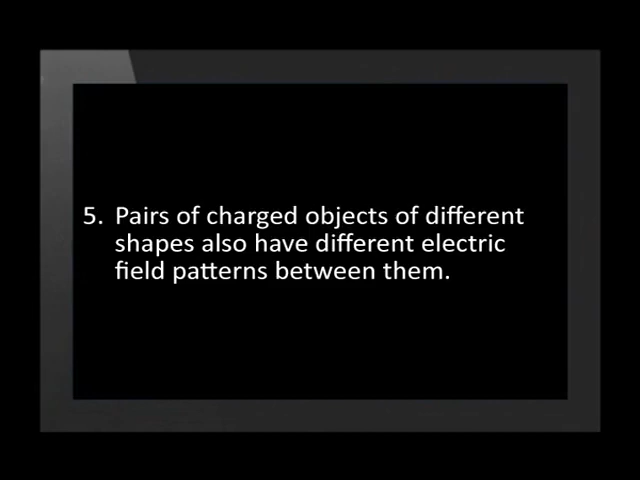 5. Pairs of charged objects of different
shapes also have different electric
field patterns between them.